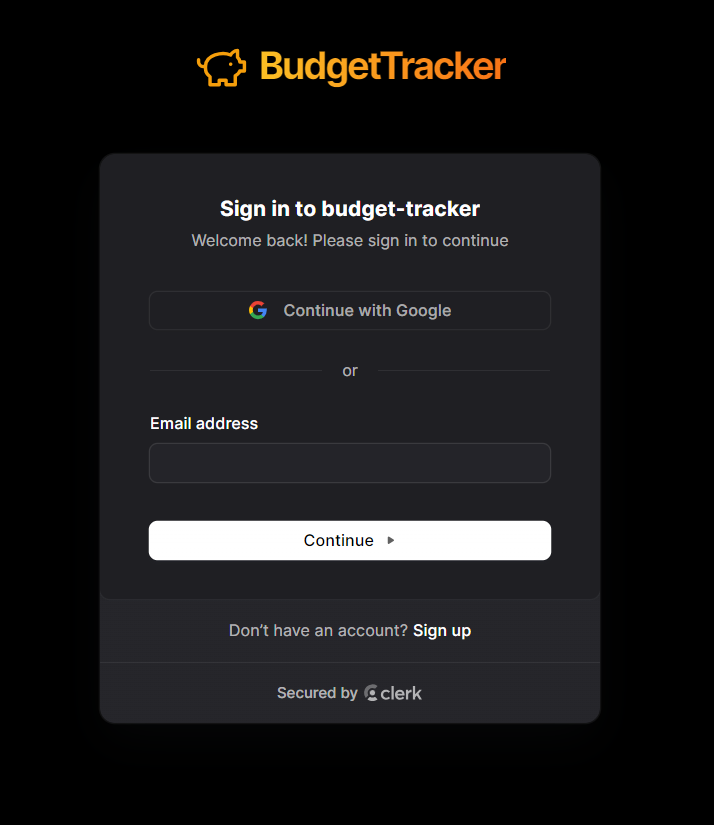 BudgetTracker
Sign in to budget-tracker
Welcome back! Please sign in to continue
Continue with Google
or
Email address
Continue
Don’t have an account? Sign up
Secured by clerk